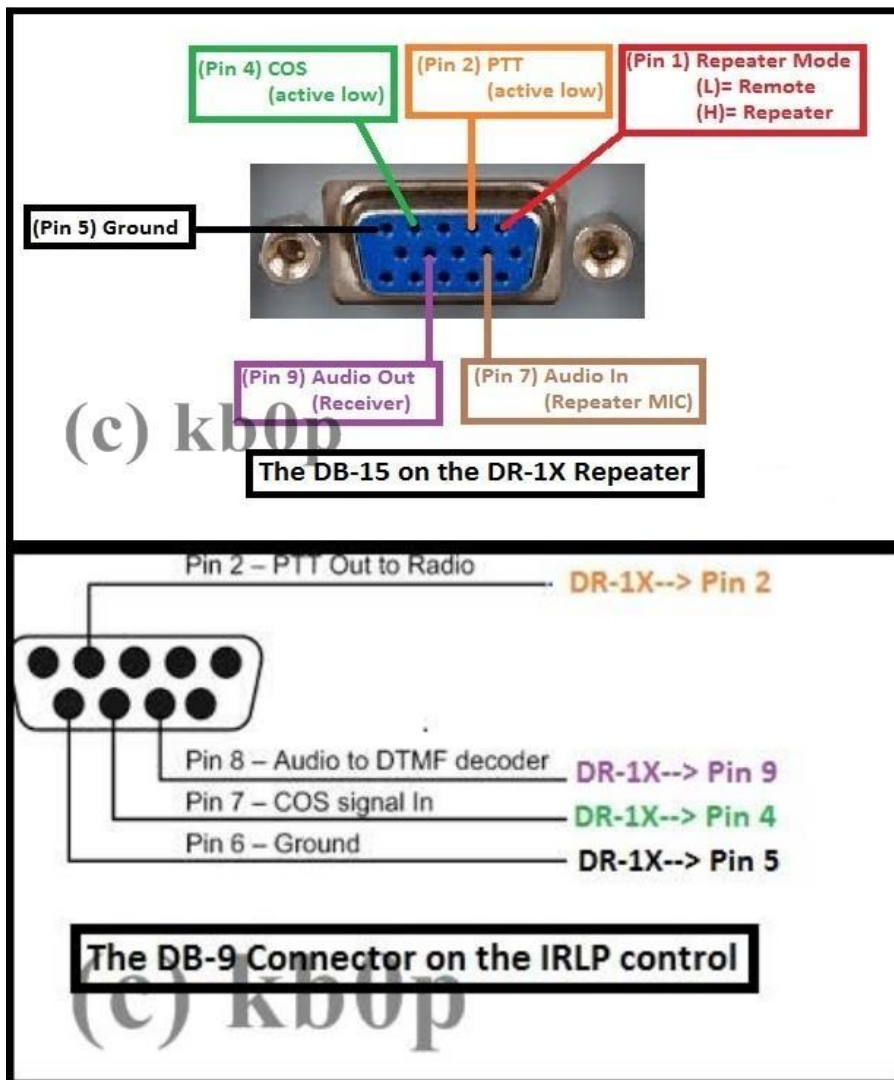 (Pin 4) COS
(active low)
(Pin 2) PTT
(active low)
(Pin 1) Repeater Mode
(L)= Remote
(H)= Repeater
(Pin 5) Ground
(Pin 9) Audio Out
(Receiver)
(Pin 7) Audio In
(Repeater MIC)
(c) kb0p
The DB-15 on the DR-1X Repeater
Pin 2 – PTT Out to Radio
DR-1X--> Pin 2
Pin 8 – Audio to DTMF decoder
DR-1X--> Pin 9
Pin 7 – COS signal In
DR-1X--> Pin 4
Pin 6 – Ground
DR-1X--> Pin 5
The DB-9 Connector on the IRLP control
(c) kb0p